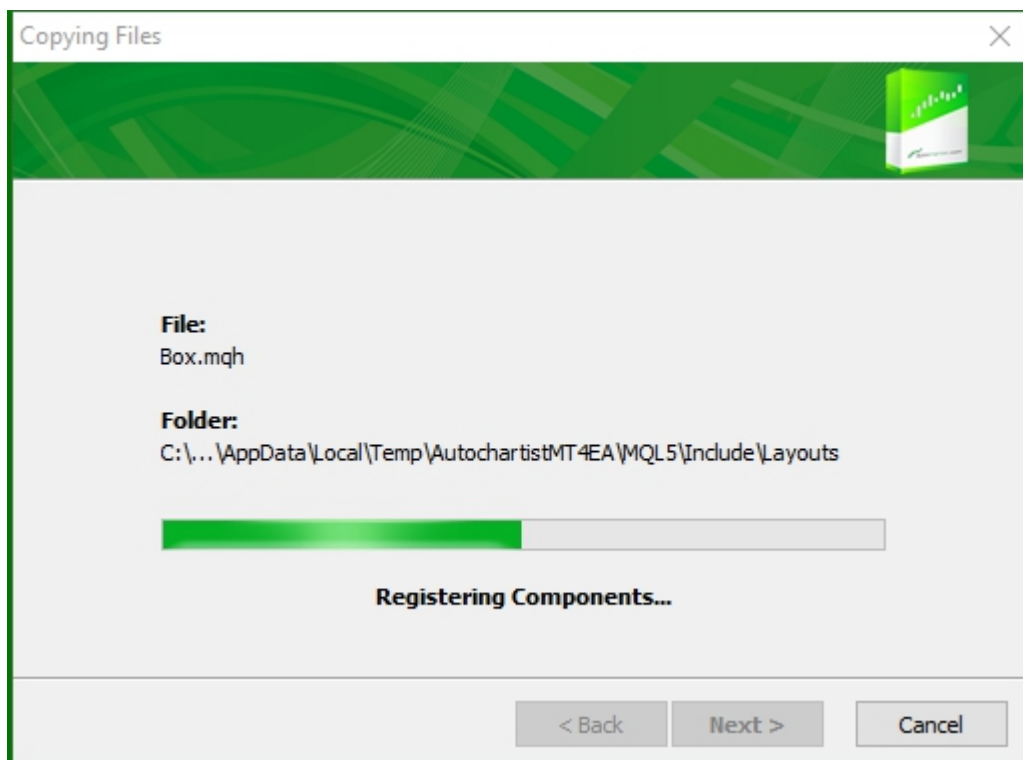 Copying Files
File:
Box.mqh
Folder:
C:\...\AppData\Local\Temp\AutochartistMT4EA\MQL5\Include\Layouts
Registering Components...
< Back
Next >
Cancel